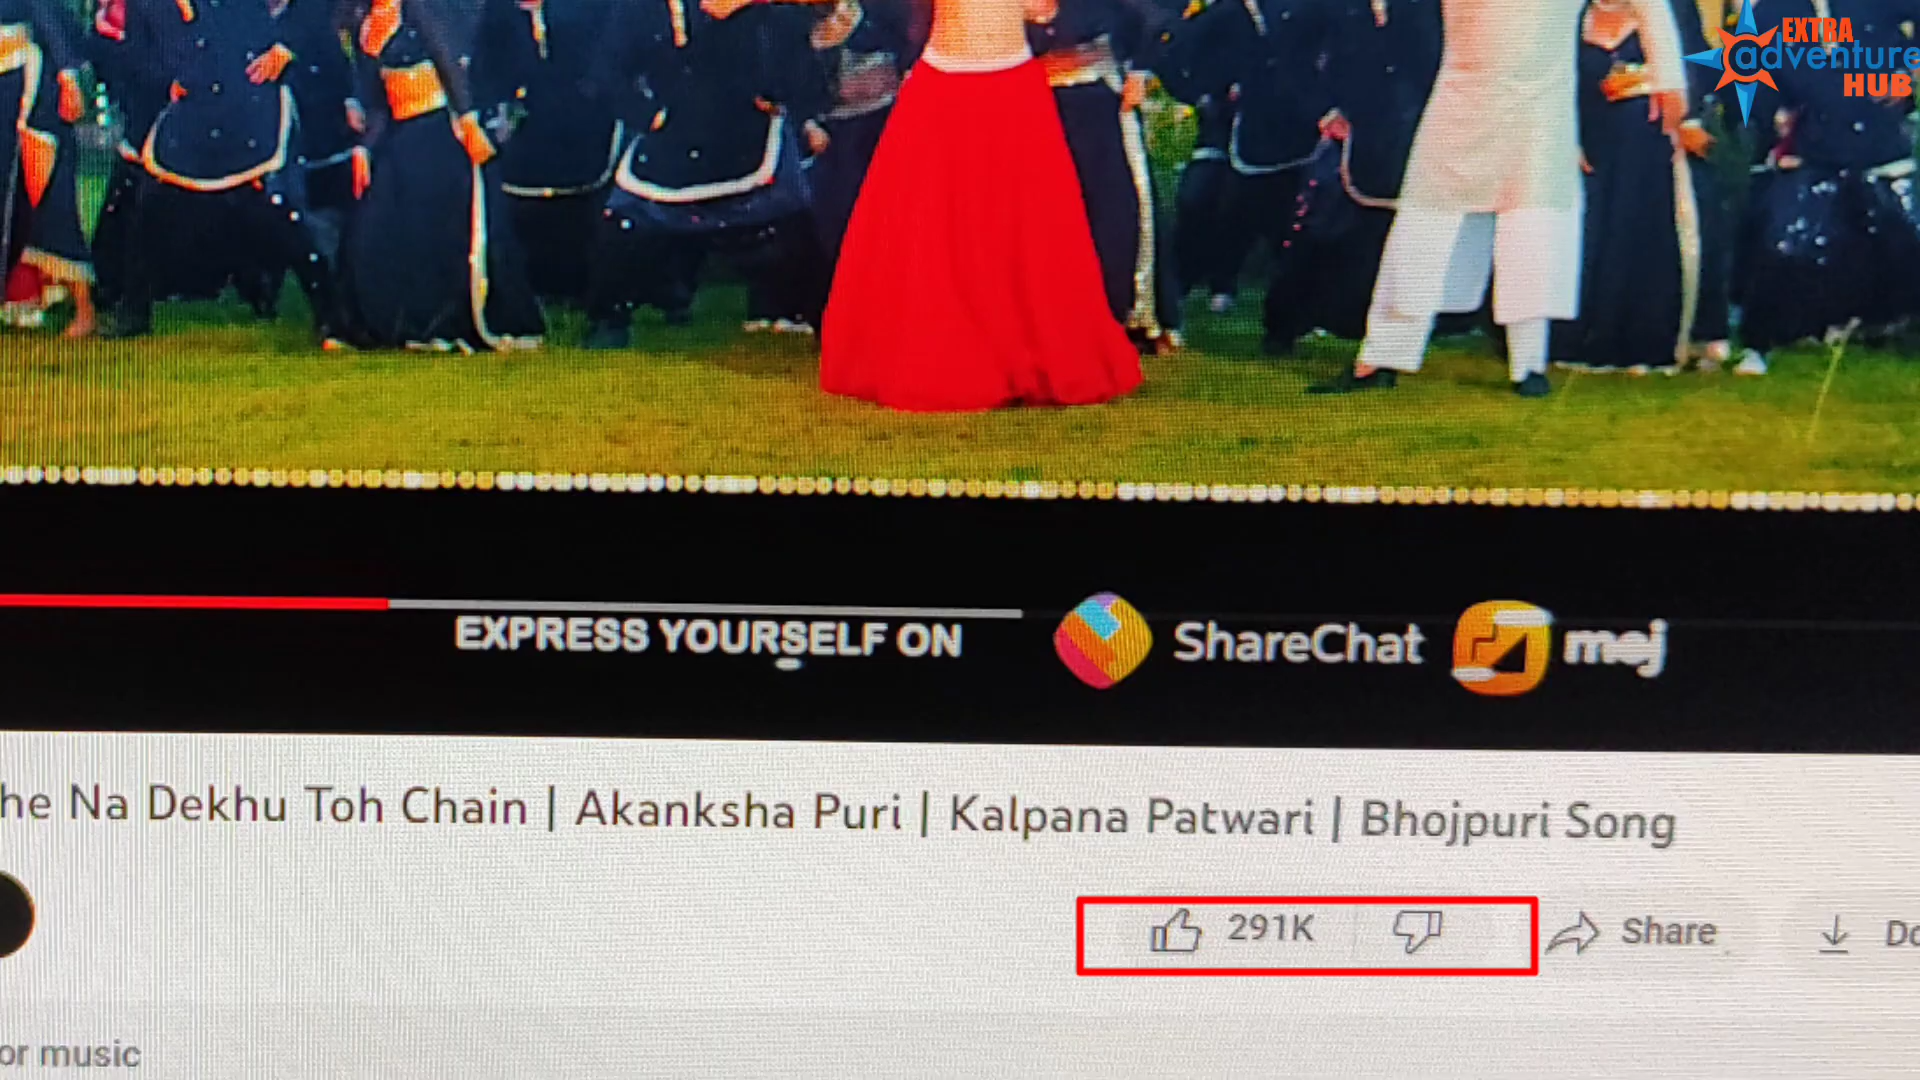 EXTRA
adventure
HUB
EXPRESS YOURSELF ON ShareChat moj
he Na Dekhu Toh Chain | Akanksha Puri | Kalpana Patwari | Bhojpuri Song
291K Share Do
or music